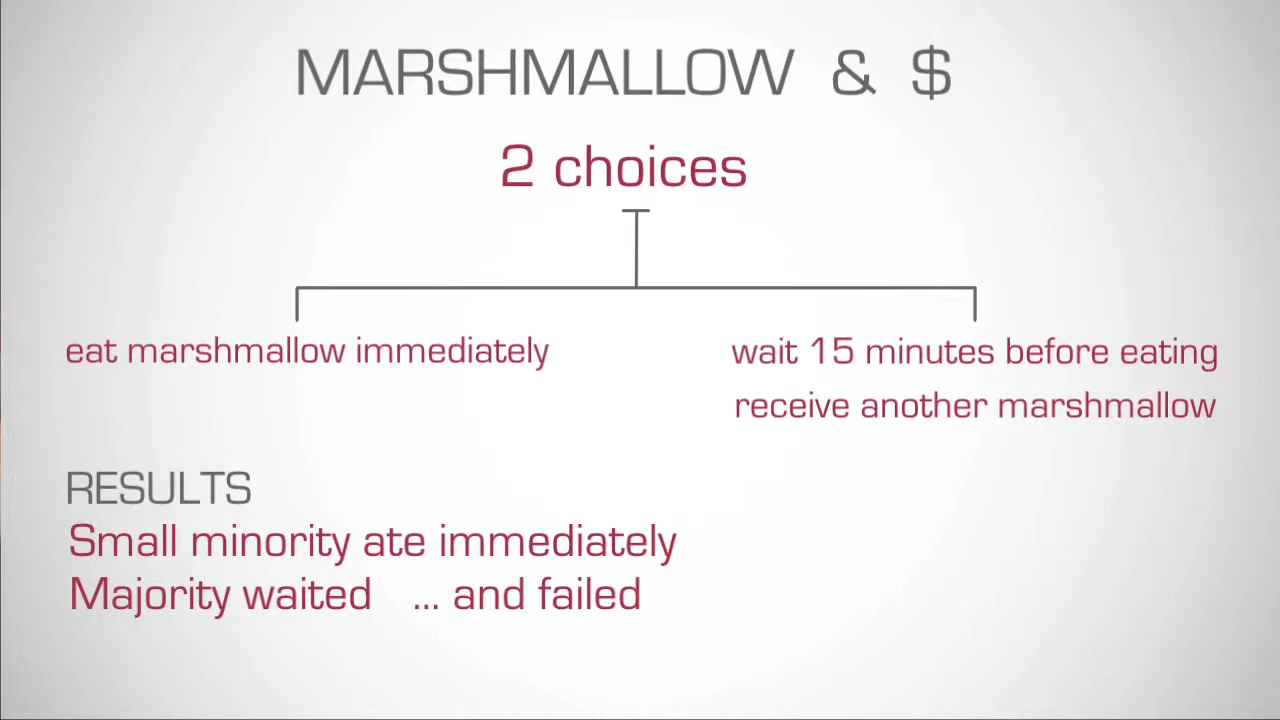 MARSHMALLOW & $
2 choices
eat marshmallow immediately
wait 15 minutes before eating
receive another marshmallow
RESULTS
Small minority ate immediately
Majority waited ... and failed